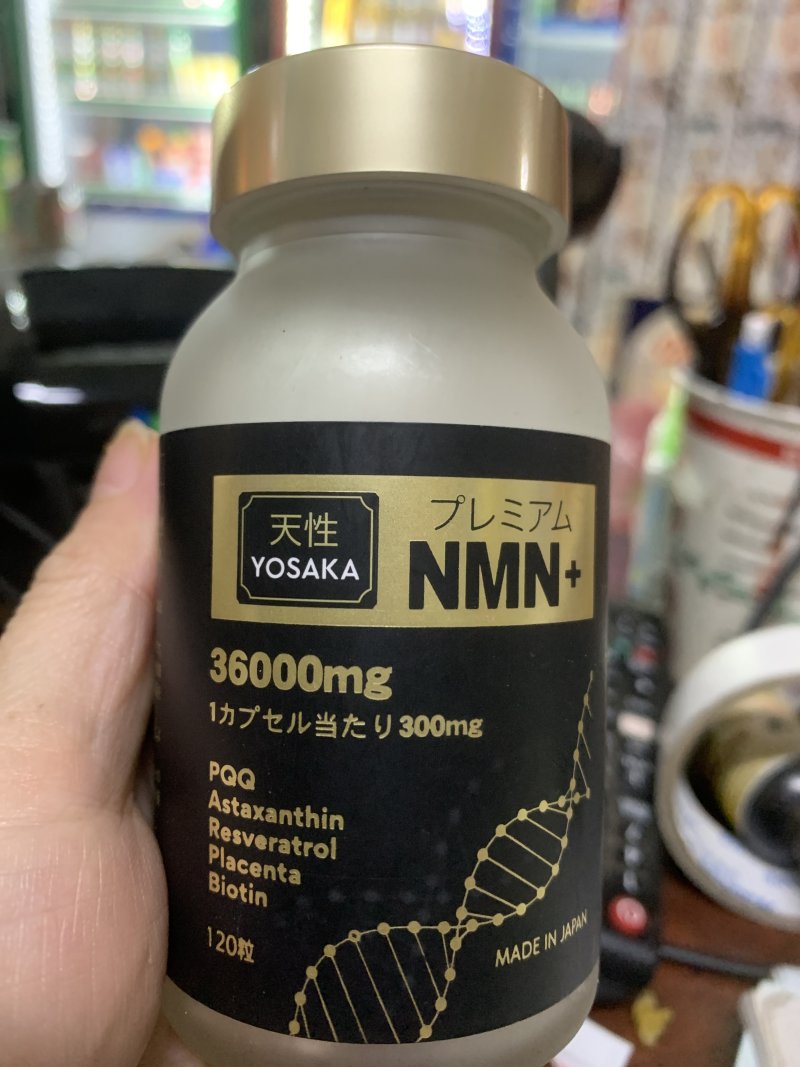 天性
YOSAKA
プレミアム
NMN+
36000mg
1カプセル当たり300mg
PQQ
Astaxanthin
Resveratrol
Placenta
Biotin
120粒
MADE IN JAPAN